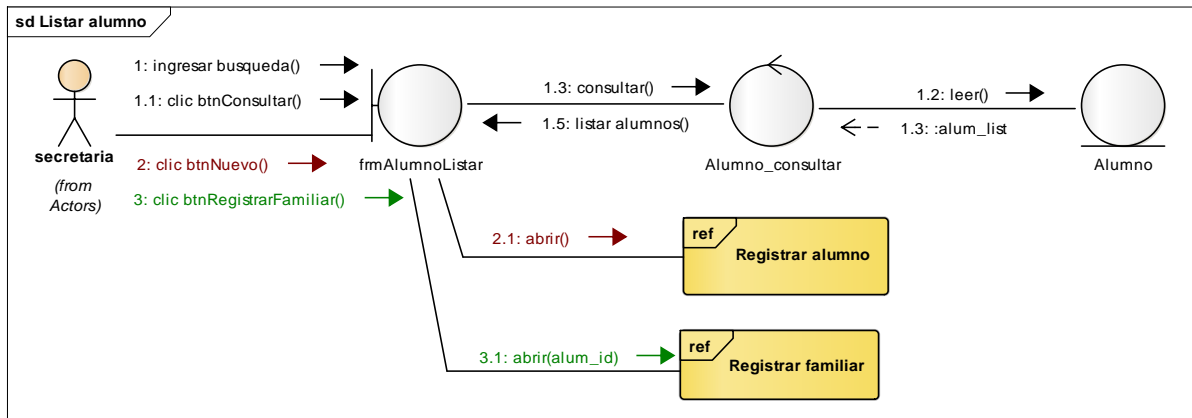 sd Listar alumno
1: ingresar busqueda()
1.1: clic btnConsultar()
1.3: consultar()
1.5: listar alumnos()
1.2: leer()
1.3: :alum_list
secretaria
(from
Actors)
2: clic btnNuevo()
3: clic btnRegistrarFamiliar()
frmAlumnoListar
Alumno_consultar
Alumno
2.1: abrir()
ref
Registrar alumno
3.1: abrir(alum_id)
ref
Registrar familiar